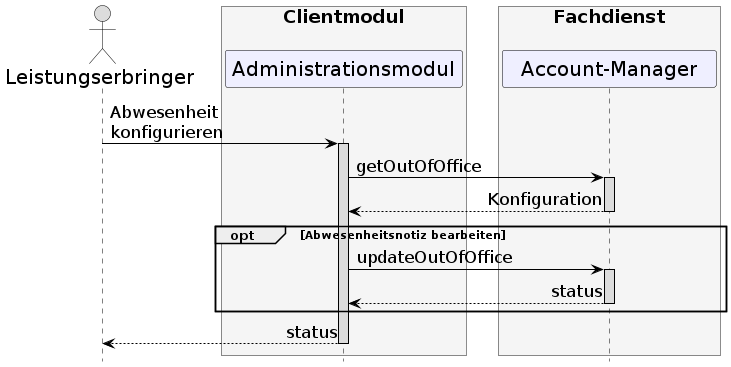 Clientmodul
Fachdienst
Leistungserbringer
Administrationsmodul
Account-Manager
Abwesenheit
konfigurieren
getOutOfOffice
Konfiguration
opt
[Abwesenheitsnotiz bearbeiten]
updateOutOfOffice
status
status